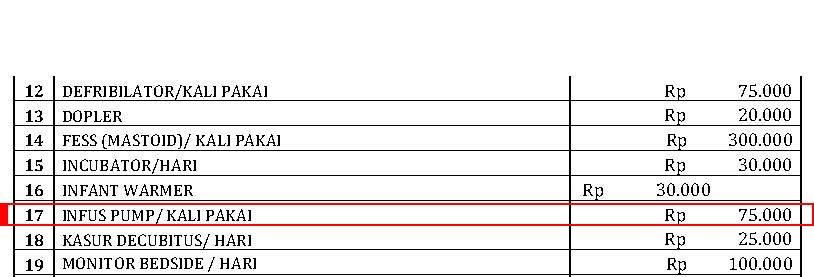 12 DEFRIBILATOR/KALI PAKAI Rp 75.000
13 DOPLER Rp 20.000
14 FESS (MASTOID)/ KALI PAKAI Rp 300.000
15 INCUBATOR/HARI Rp 30.000
16 INFANT WARMER Rp 30.000
17 INFUS PUMP/ KALI PAKAI Rp 75.000
18 KASUR DECUBITUS/ HARI Rp 25.000
19 MONITOR BEDSIDE / HARI Rp 100.000